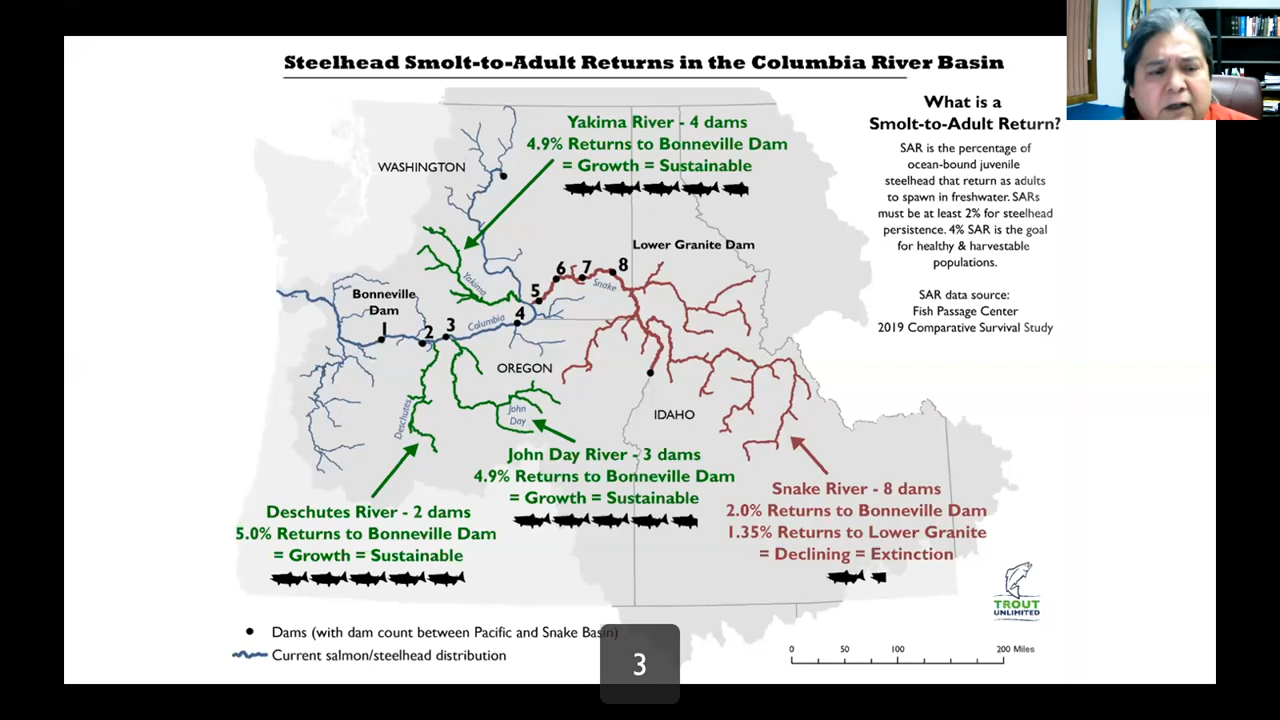 Steelhead Smolt-to-Adult Returns in the Columbia River Basin
What is a
Smolt-to-Adult Return?
SAR is the percentage of
ocean-bound juvenile
steelhead that return as adults
to spawn in freshwater. SARs
must be at least 2% for steelhead
persistence. 4% SAR is the goal
for healthy & harvestable
populations.
SAR data source:
Fish Passage Center
2019 Comparative Survival Study
Yakima River - 4 dams
4.9% Returns to Bonneville Dam
= Growth = Sustainable
WASHINGTON
Lower Granite Dam
6 7 8
Snake
5
Yakima
Bonneville
Dam
1 2 3 4
Columbia
OREGON
Deschutes
John
Day
IDAHO
John Day River - 3 dams
4.9% Returns to Bonneville Dam
= Growth = Sustainable
Deschutes River - 2 dams
5.0% Returns to Bonneville Dam
= Growth = Sustainable
Snake River - 8 dams
2.0% Returns to Bonneville Dam
1.35% Returns to Lower Granite
= Declining = Extinction
TROUT
UNLIMITED
Dams (with dam count between Pacific and Snake Basin)
Current salmon/steelhead distribution
3
0 50 100 200 Miles